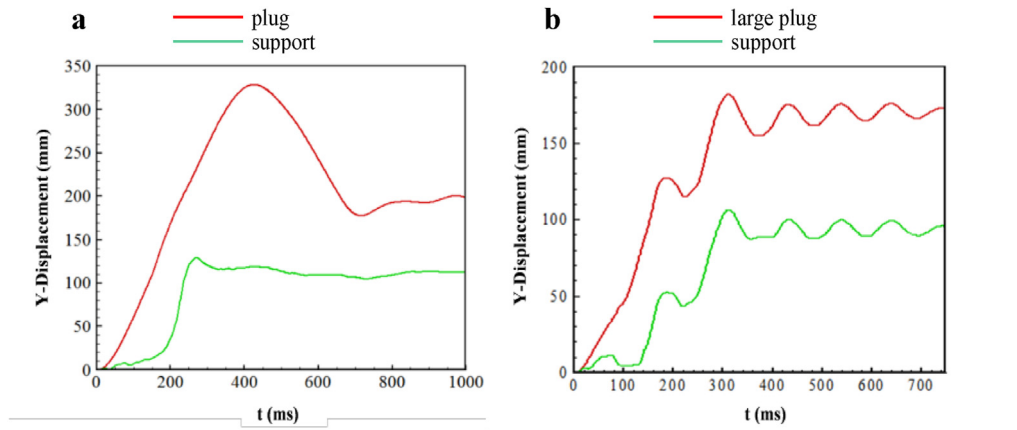 a
plug
support
350
300
250
200
150
100
50
0
Y-Displacement (mm)
0 200 400 600 800 1000
t (ms)
b
large plug
support
200
150
100
50
0
Y-Displacement (mm)
0 100 200 300 400 500 600 700
t (ms)